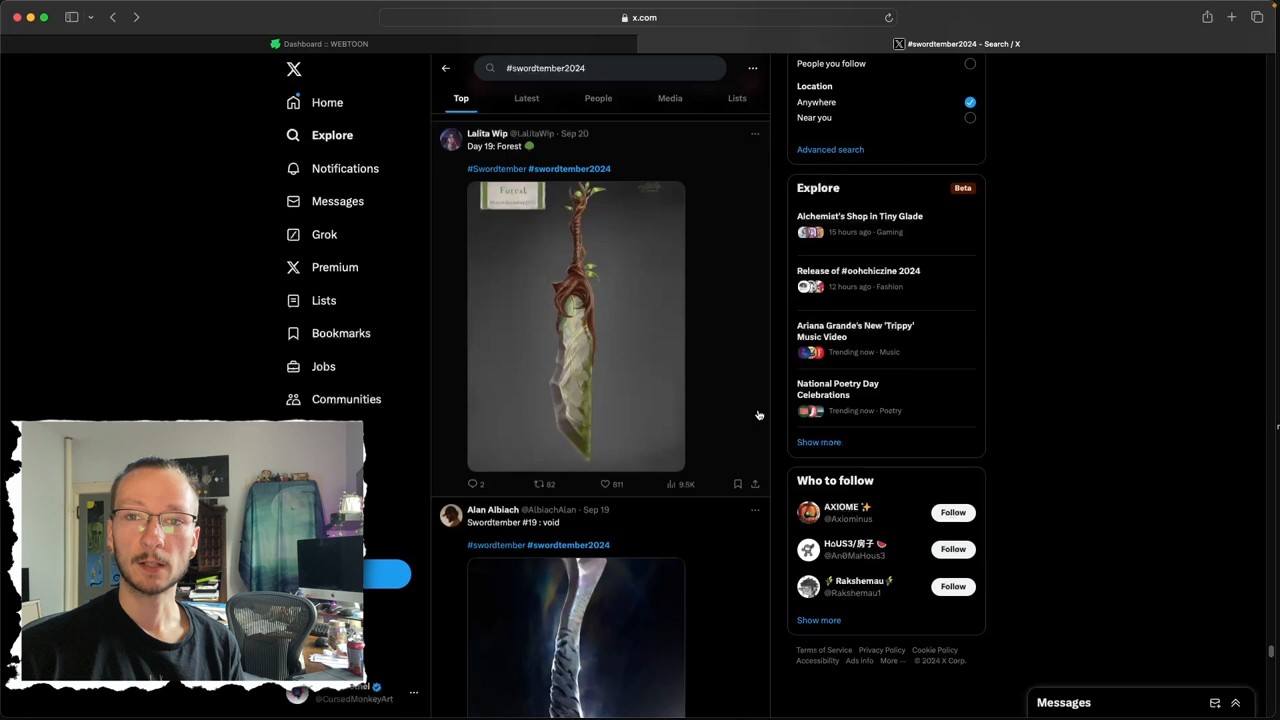 x.com
Dashboard :: WEBTOON
#swordtember2024 - Search / X
Home
Explore
Notifications
Messages
Grok
Premium
Lists
Bookmarks
Jobs
Communities
@CursedMonkeyArt
#swordtember2024
Top Latest People Media Lists
Lalita Wip @LalitaWip · Sep 20
Day 19: Forest
#Swordtember #swordtember2024
Forest
2 82 811 9.5K
Alan Albiach @AlbiachAlan · Sep 19
Swordtember #19 : void
#swordtember #swordtember2024
People you follow
Location
Anywhere
Near you
Advanced search
Explore Beta
Alchemist's Shop in Tiny Glade
15 hours ago · Gaming
Release of #oohchiczine 2024
12 hours ago · Fashion
Ariana Grande's New 'Trippy'
Music Video
Trending now · Music
National Poetry Day
Celebrations
Trending now · Poetry
Show more
Who to follow
AXIOME
@Axiominus
Follow
HoUS3/房子
@An0MaHous3
Follow
Rakshemau
@Rakshemau1
Follow
Show more
Terms of Service Privacy Policy Cookie Policy
Accessibility Ads info More ··· © 2024 X Corp.
Messages